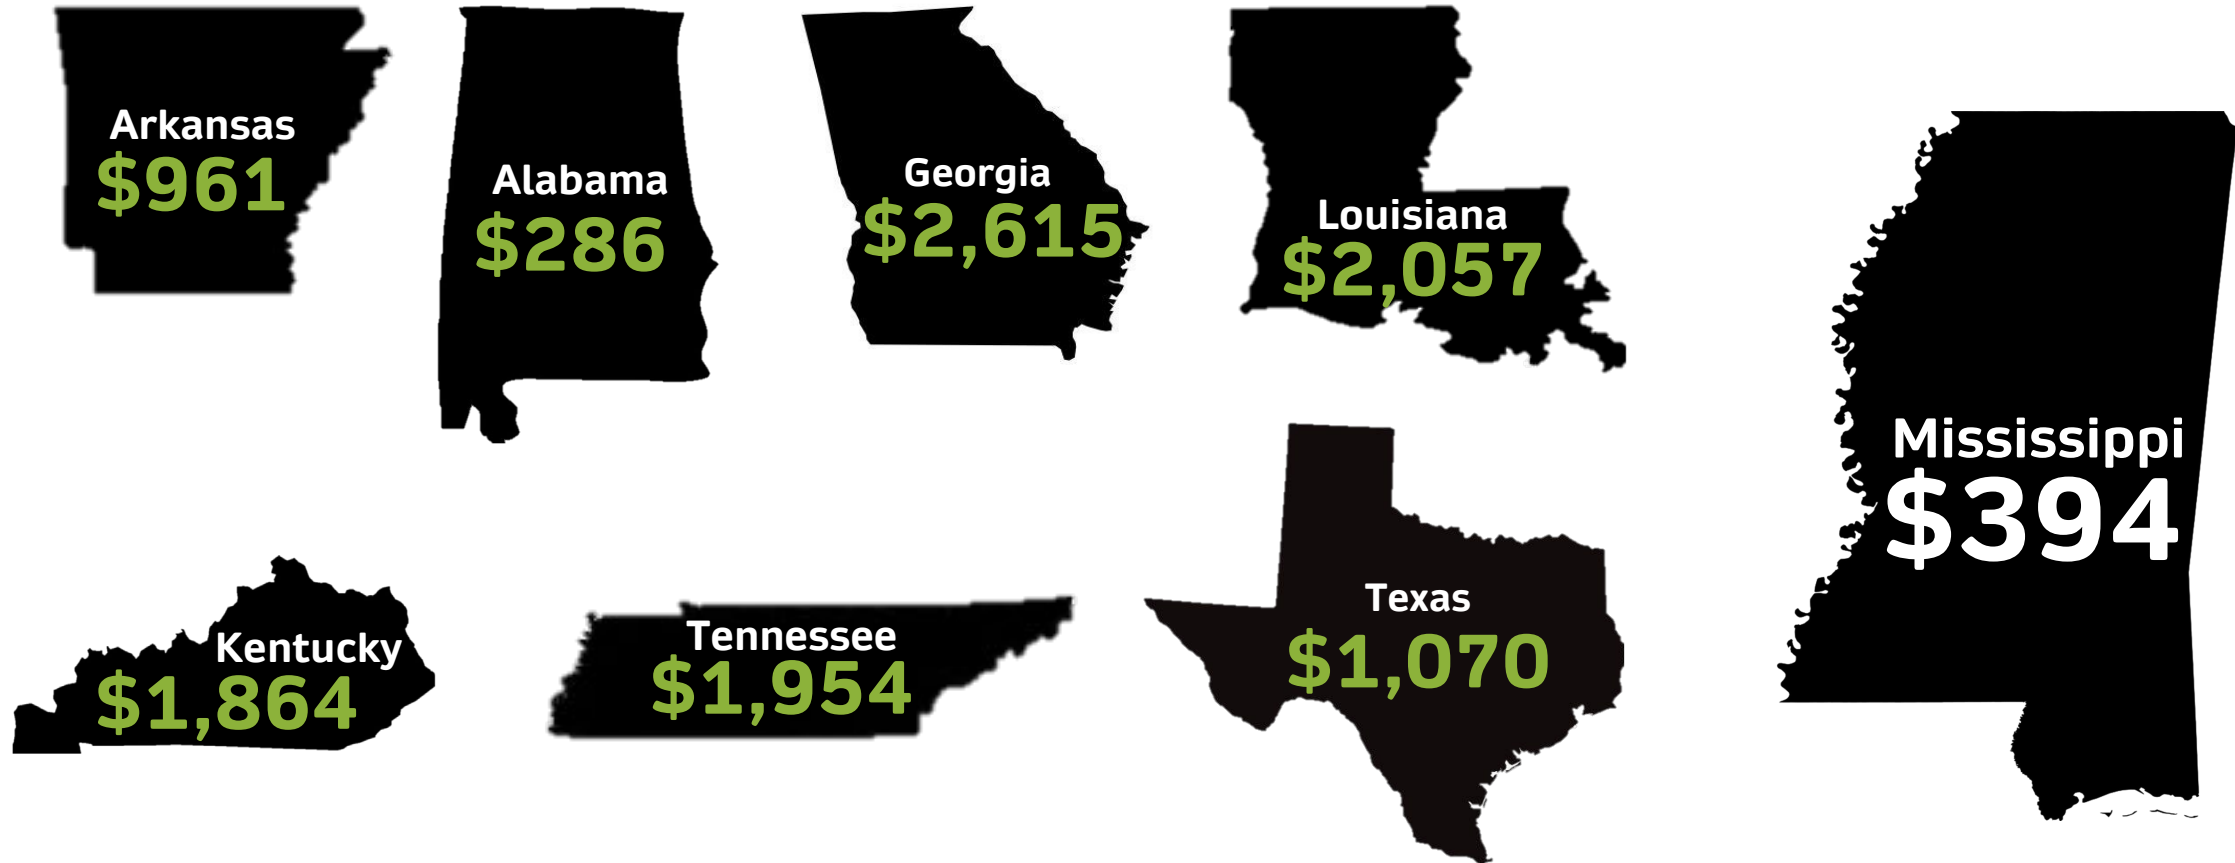 Arkansas
$961
Alabama
$286
Georgia
$2,615
Louisiana
$2,057
Mississippi
$394
Kentucky
$1,864
Tennessee
$1,954
Texas
$1,070